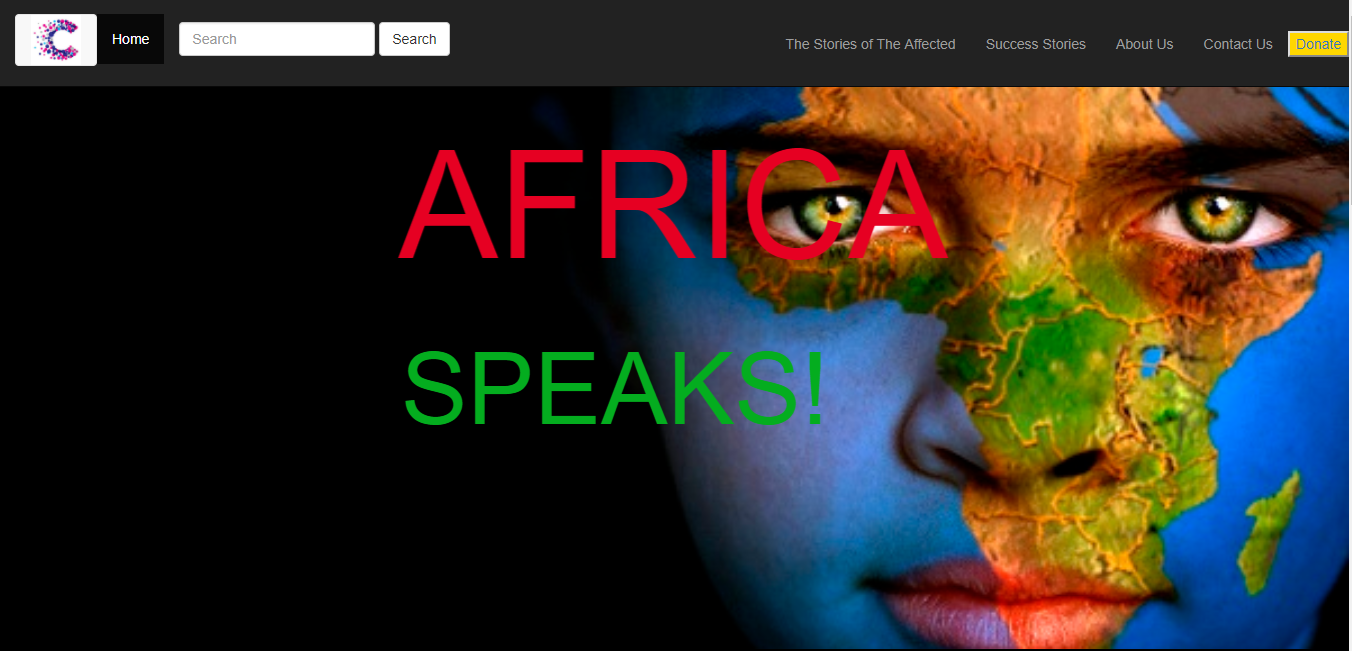 Home
Search
Search
The Stories of The Affected
Success Stories
About Us
Contact Us
Donate
AFRICA
SPEAKS!